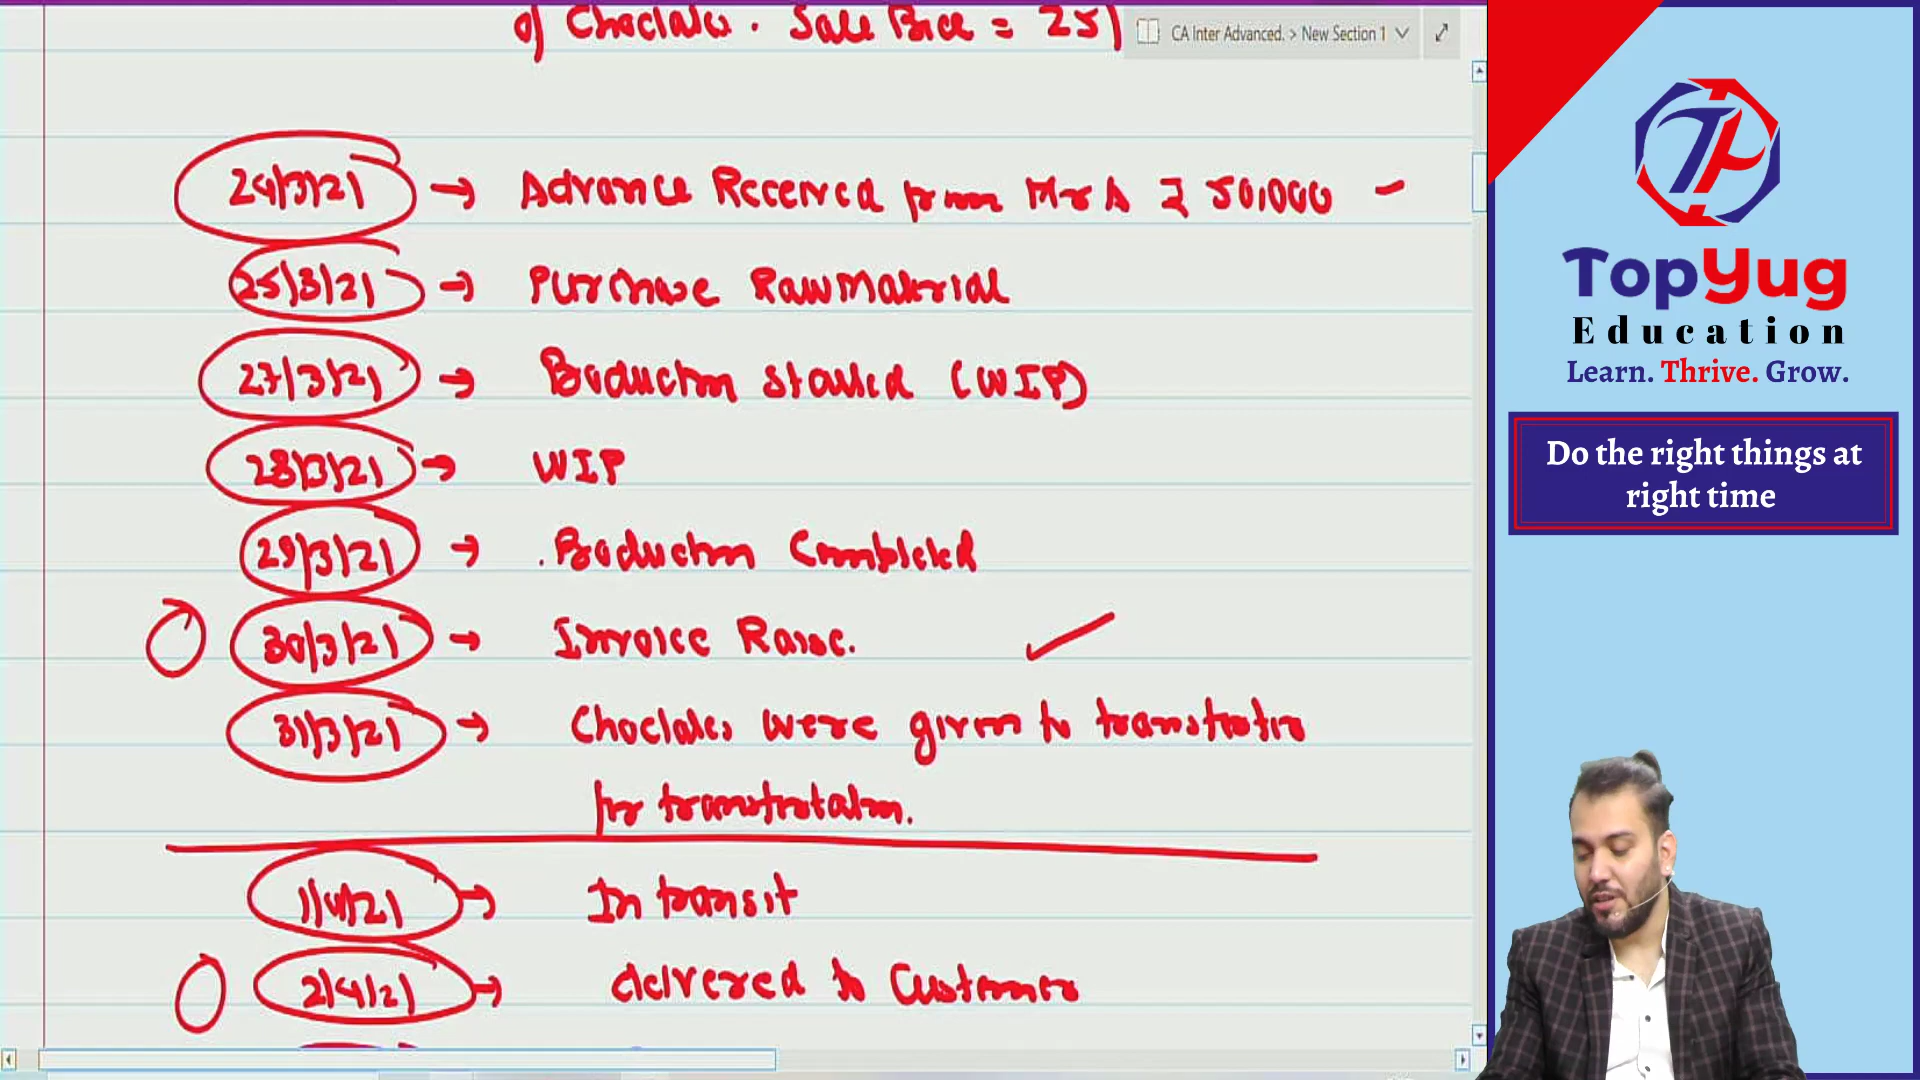 of Choclates. Sale Price = 25/
CA Inter Advanced. > New Section 1
24/3/21 → Advance Received from Mr A ₹ 50,000 -
25/3/21 → Purchase Raw Material
27/3/21 → Production Started (WIP)
28/3/21 → WIP
29/3/21 → Production Completed
30/3/21 → Invoice Raise. ✓
31/3/21 → Choclates were given to transporter
for transportation.
1/4/21 → In transit
2/4/21 → delivered to Customer
TopYug
Education
Learn. Thrive. Grow.
Do the right things at
right time